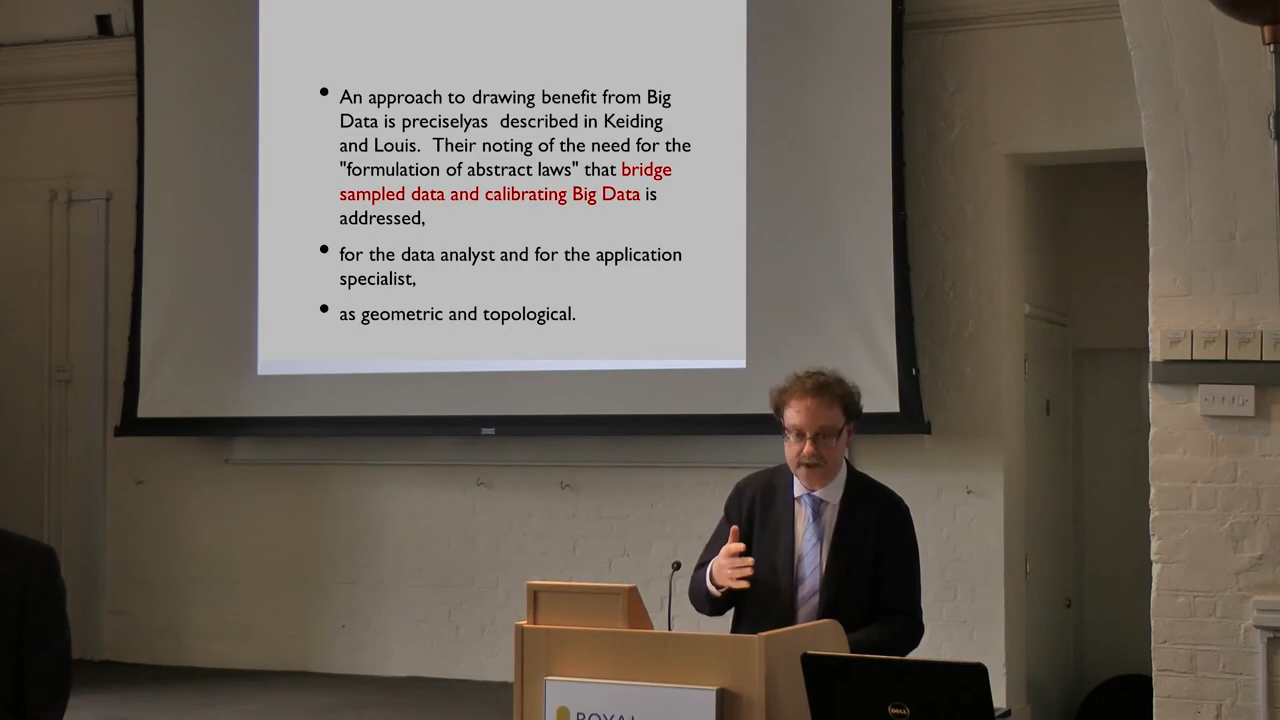 • An approach to drawing benefit from Big
Data is preciselyas  described in Keiding
and Louis.  Their noting of the need for the
"formulation of abstract laws" that bridge
sampled data and calibrating Big Data is
addressed,
• for the data analyst and for the application
specialist,
• as geometric and topological.
ROYAL
DELL